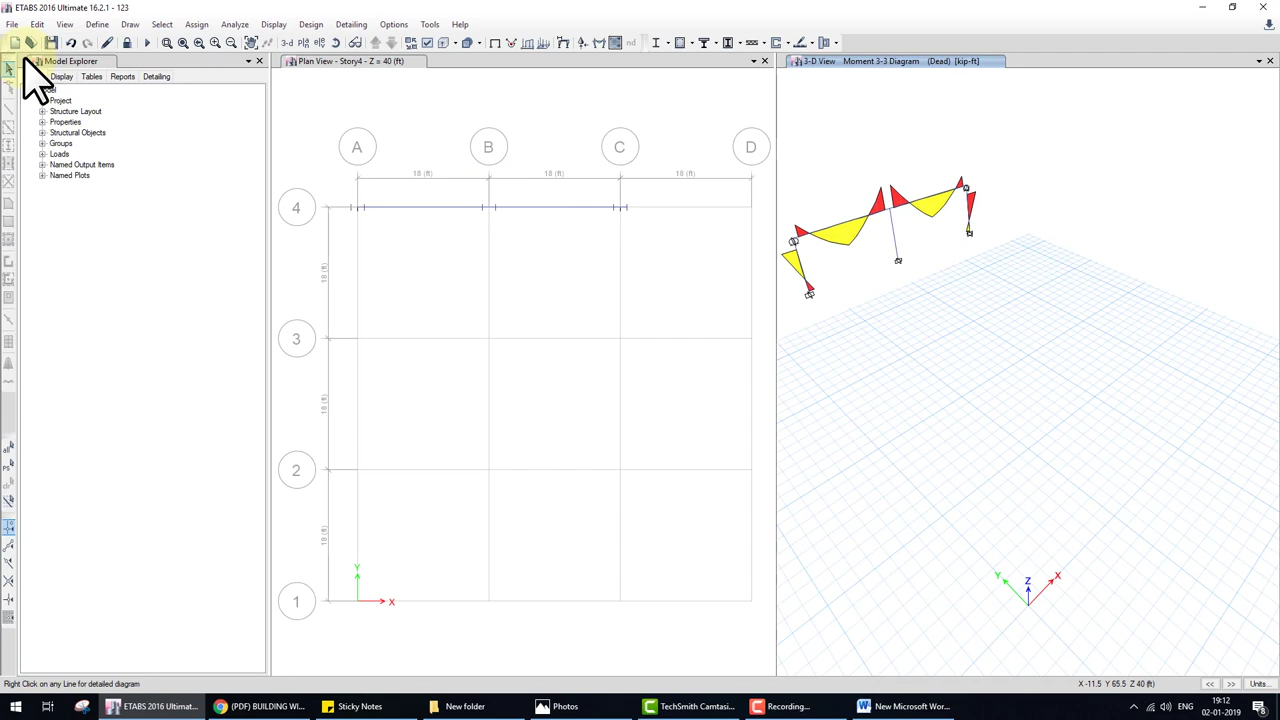 ETABS 2016 Ultimate 16.2.1 - 123
File Edit View Define Draw Select Assign Analyze Display Design Detailing Options Tools Help
3-d
nd
Model Explorer
Display Tables Reports Detailing
Project
Structure Layout
Properties
Structural Objects
Groups
Loads
Named Output Items
Named Plots
all
ps
Plan View - Story4 - Z = 40 (ft)
A B C D
18 (ft) 18 (ft) 18 (ft)
4
18 (ft)
3
18 (ft)
2
18 (ft)
1
Y
X
3-D View Moment 3-3 Diagram (Dead) [kip-ft]
Y Z X
Right Click on any Line for detailed diagram
X -11.5 Y 65.5 Z 40 (ft)
<< >> Units...
ETABS 2016 Ultimat...
(PDF) BUILDING WI...
Sticky Notes
New folder
Photos
TechSmith Camtasi...
Recording...
New Microsoft Wor...
ENG
19:12
02-01-2019